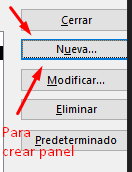 Cerrar
Nueva...
Modificar...
Eliminar
Para
Predeterminado
crear panel